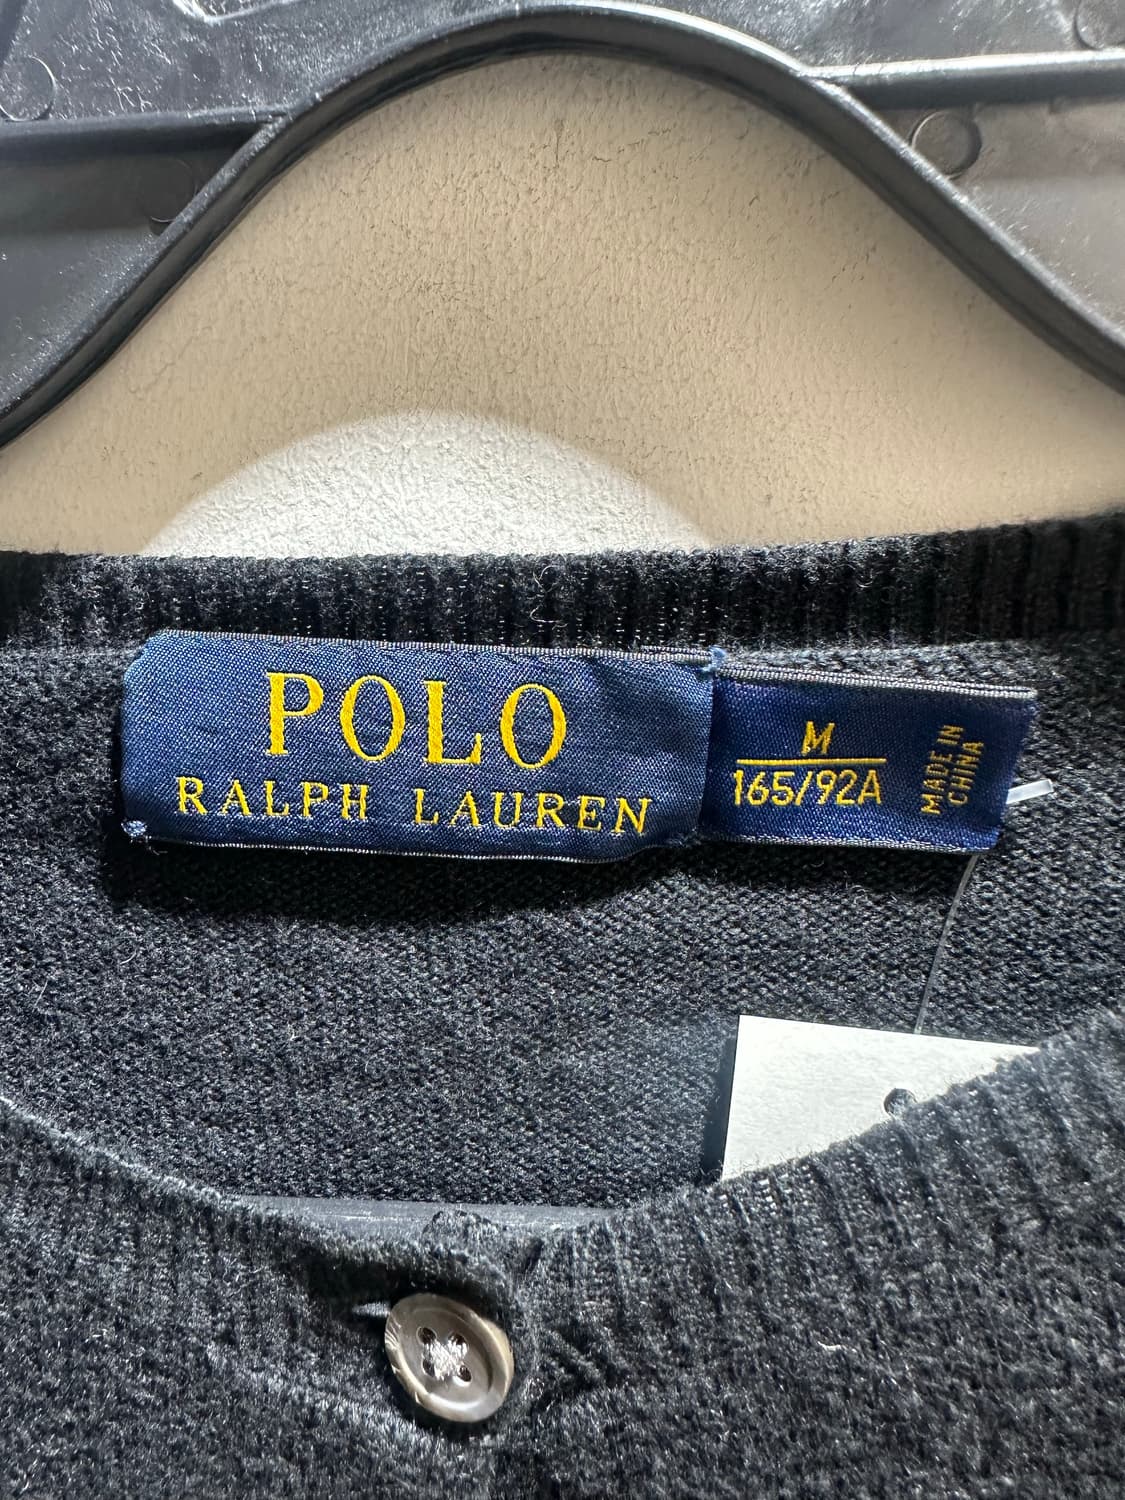 POLO
RALPH LAUREN
M
165/92A
MADE IN
CHINA